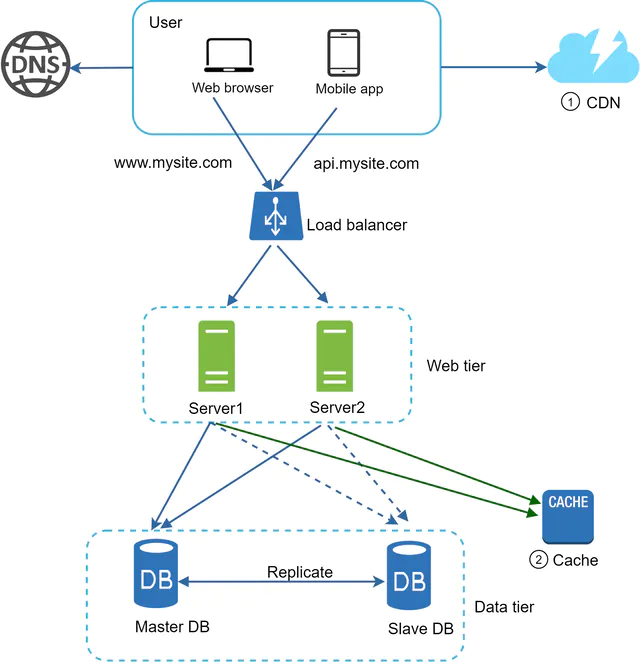 User
DNS
Web browser
Mobile app
1 CDN
www.mysite.com
api.mysite.com
Load balancer
Web tier
Server1
Server2
CACHE
2 Cache
DB
Replicate
DB
Master DB
Slave DB
Data tier